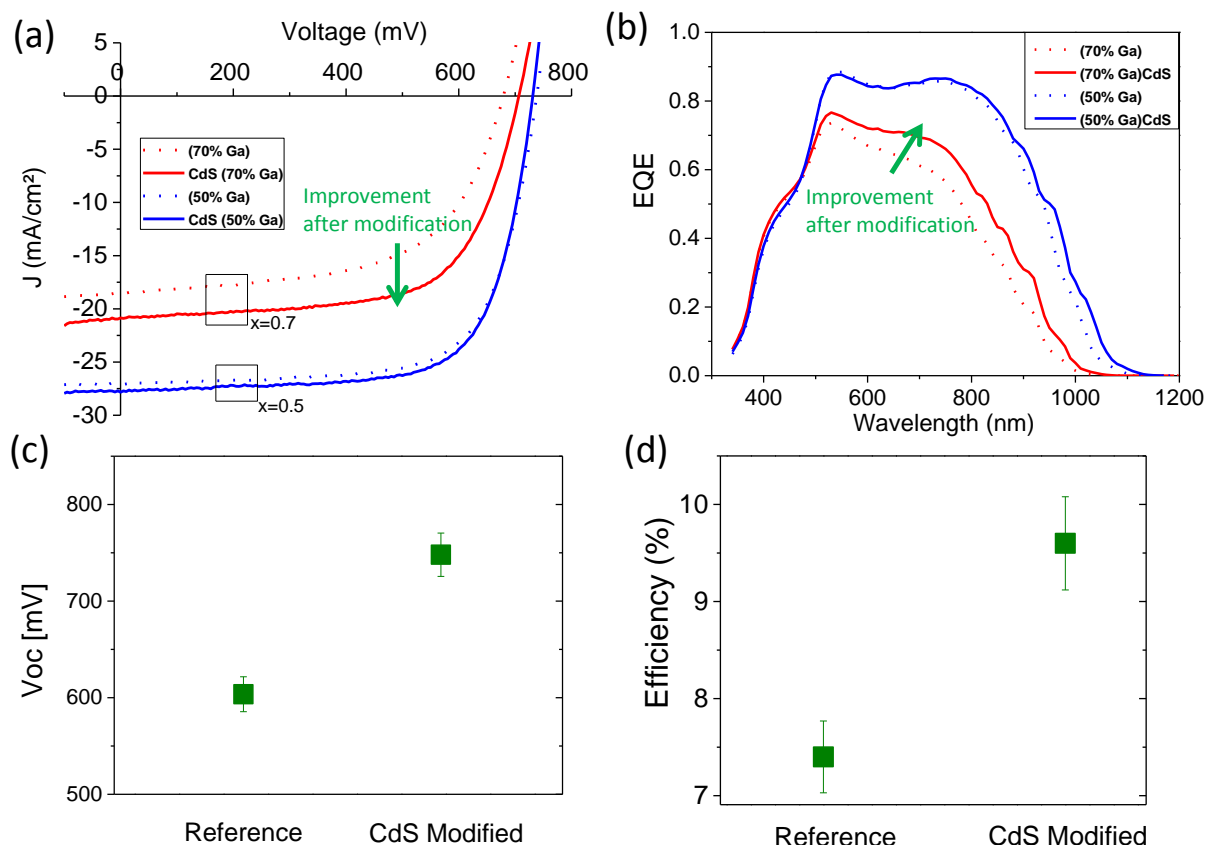 (a)
Voltage (mV)
0 200 400 600 800
5
0
-5
-10
-15
-20
-25
-30
J (mA/cm²)
(70% Ga)
CdS (70% Ga)
(50% Ga)
CdS (50% Ga)
Improvement
after modification
x=0.7
x=0.5
(b)
1.0
0.8
0.6
0.4
0.2
0.0
EQE
(70% Ga)
(70% Ga)CdS
(50% Ga)
(50% Ga)CdS
Improvement
after modification
400 600 800 1000 1200
Wavelength (nm)
(c)
800
700
600
500
Voc [mV]
Reference CdS Modified
(d)
10
9
8
7
Efficiency (%)
Reference CdS Modified